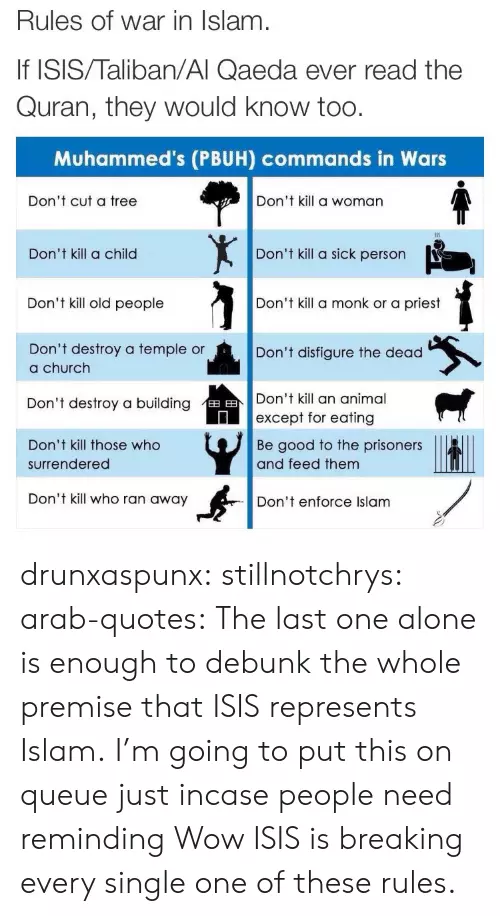 Rules of war in Islam.
If ISIS/Taliban/Al Qaeda ever read the
Quran, they would know too.
Muhammed's (PBUH) commands in Wars
Don't cut a tree
Don't kill a woman
Don't kill a child
Don't kill a sick person
Don't kill old people
Don't kill a monk or a priest
Don't destroy a temple or
a church
Don't disfigure the dead
Don't destroy a building
Don't kill an animal
except for eating
Don't kill those who
surrendered
Be good to the prisoners
and feed them
Don't kill who ran away
Don't enforce Islam
drunxaspunx: stillnotchrys:
arab-quotes: The last one alone
is enough to debunk the whole
premise that ISIS represents
Islam. I'm going to put this on
queue just incase people need
reminding Wow ISIS is breaking
every single one of these rules.